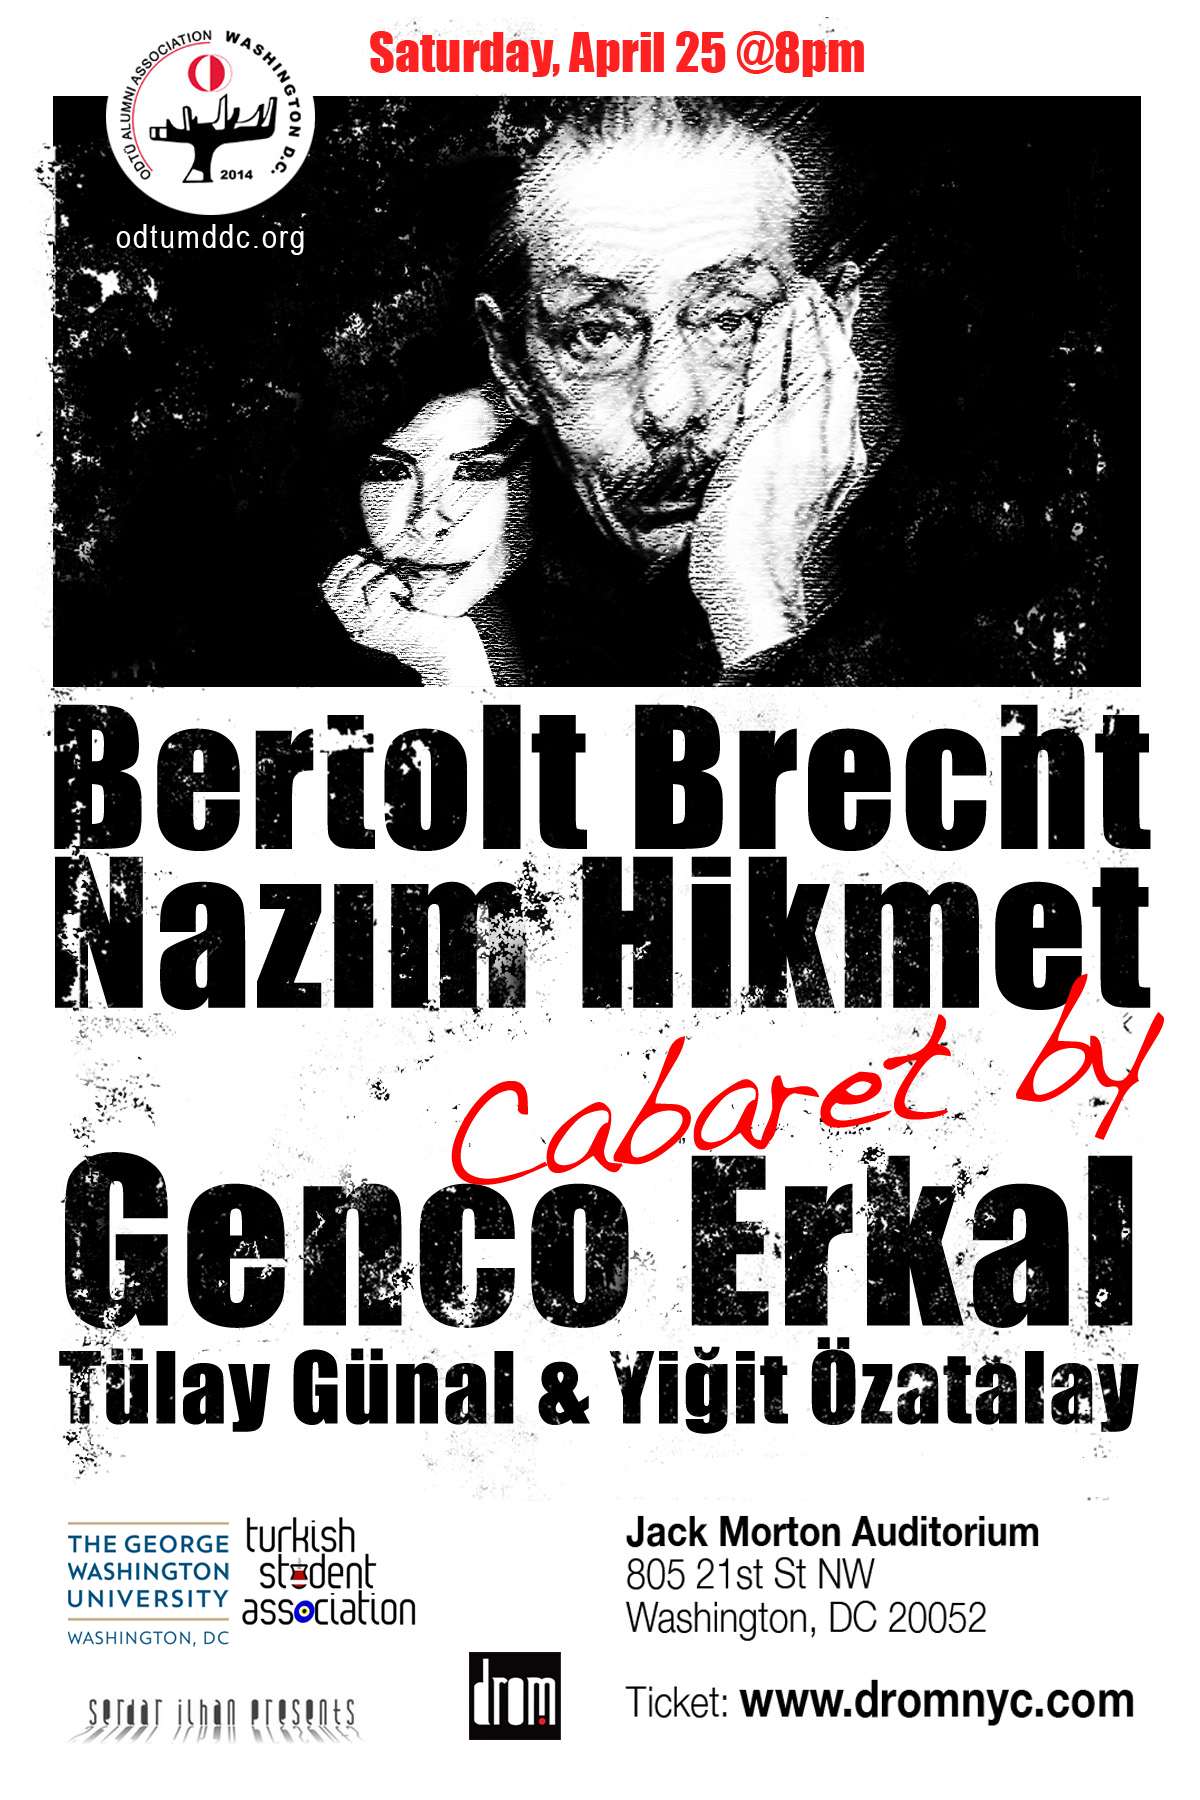 Saturday, April 25 @8pm
ODTÜ ALUMNI ASSOCIATION WASHINGTON D.C.
2014
odtumddc.org
Bertolt Brecht
Nazım Hikmet
Cabaret by
Genco Erkal
Tülay Günal & Yiğit Özatalay
THE GEORGE
WASHINGTON
UNIVERSITY
WASHINGTON, DC
turkish
student
association
Jack Morton Auditorium
805 21st St NW
Washington, DC 20052
serdar ilhan presents
drom
Ticket: www.dromnyc.com